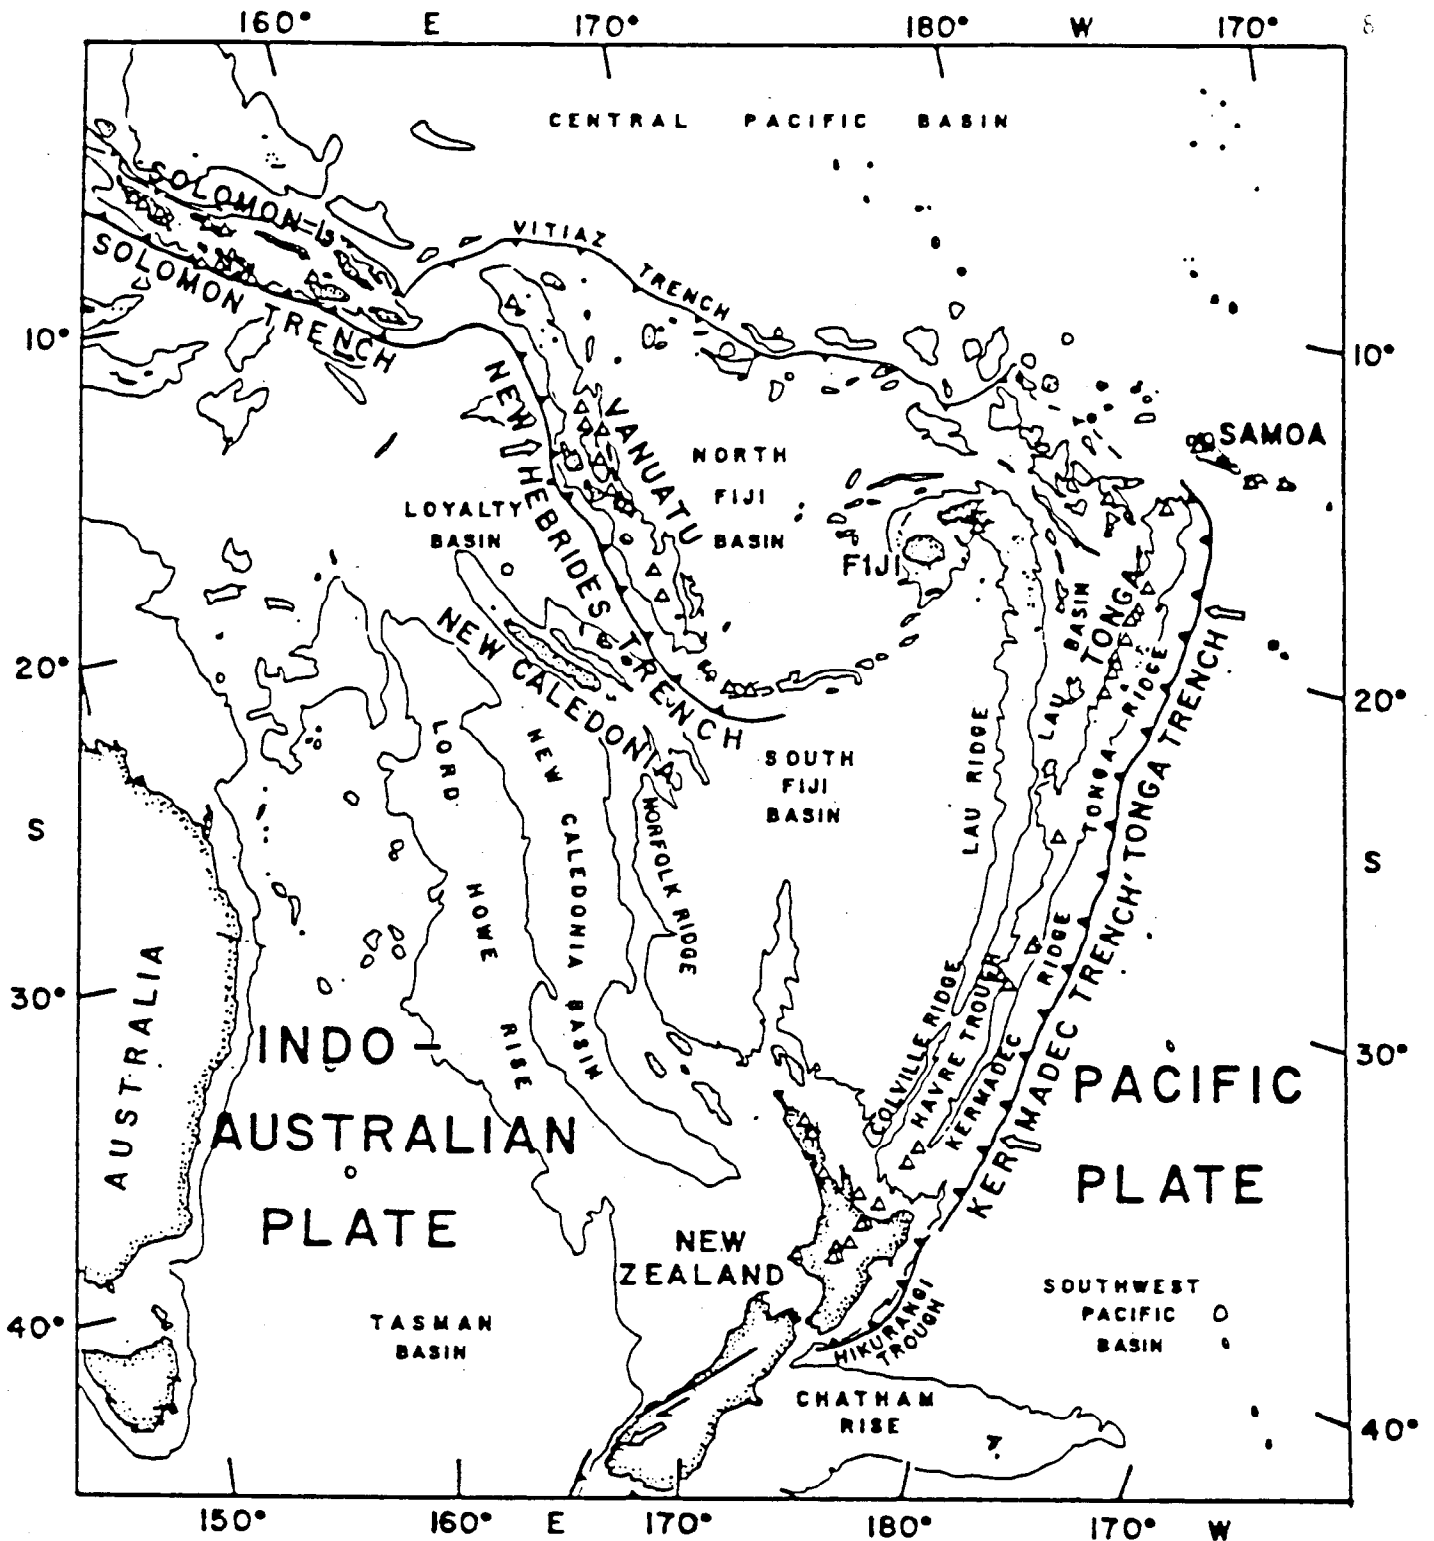 160° E 170° 180° W 170° 8
CENTRAL PACIFIC BASIN
SOLOMON Is
VITIAZ
TRENCH
SOLOMON TRENCH
10°
10°
NEW HEBRIDES TRENCH
VANUATU
SAMOA
NORTH
FIJI
BASIN
LOYALTY
BASIN
FIJI
NEW CALEDONIA
LAU BASIN
TONGA
TONGA RIDGE
20°
20°
LORD HOWE RISE
NEW CALEDONIA BASIN
NORFOLK RIDGE
SOUTH
FIJI
BASIN
LAU RIDGE
S
S
KERMADEC TRENCH' TONGA TRENCH
AUSTRALIA
30°
30°
INDO-
AUSTRALIAN
PLATE
COLVILLE RIDGE
HAVRE TROUGH
KERMADEC RIDGE
PACIFIC
PLATE
NEW
ZEALAND
SOUTHWEST
PACIFIC
BASIN
40°
40°
TASMAN
BASIN
HIKURANGI
TROUGH
CHATHAM
RISE
150° 160° E 170° 180° 170° W